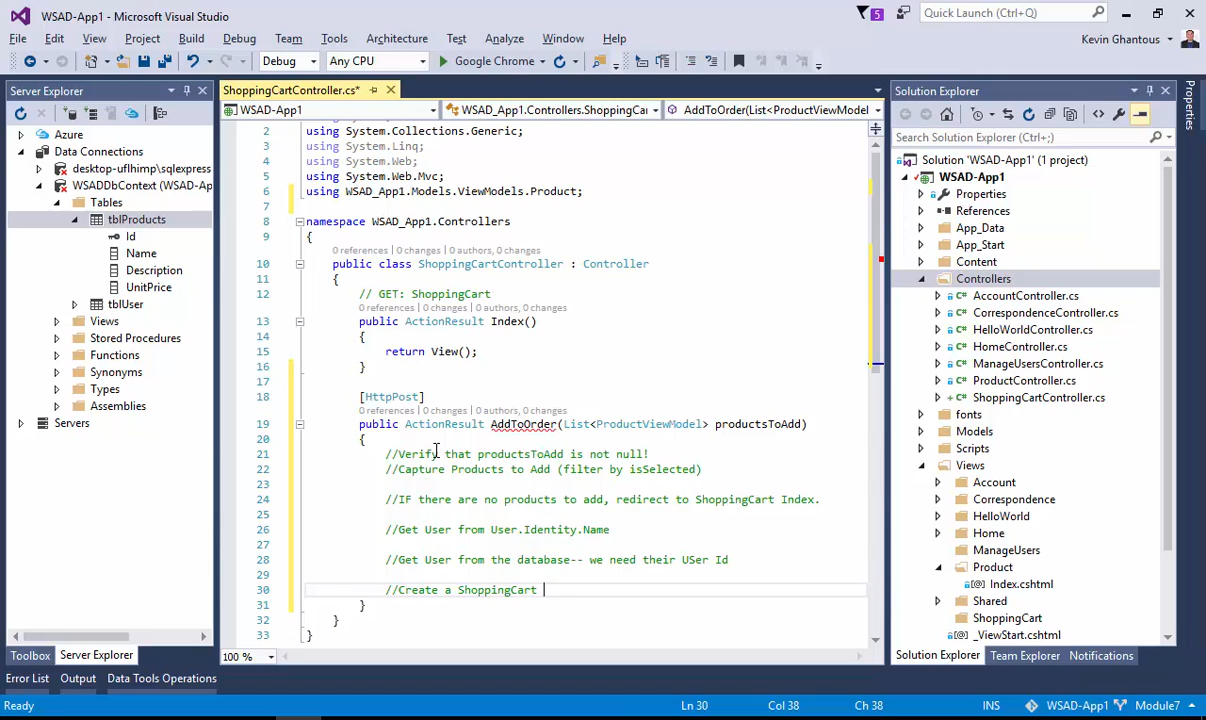 WSAD-App1 - Microsoft Visual Studio
5
Quick Launch (Ctrl+Q)
File Edit View Project Build Debug Team Tools Architecture Test Analyze Window Help
Kevin Ghantous
Debug Any CPU Google Chrome
Server Explorer
Azure
Data Connections
desktop-uflhimp\sqlexpress
WSADDbContext (WSAD-Ap
Tables
tblProducts
Id
Name
Description
UnitPrice
tblUser
Views
Stored Procedures
Functions
Synonyms
Types
Assemblies
Servers
Toolbox Server Explorer
ShoppingCartController.cs*
WSAD-App1 WSAD_App1.Controllers.ShoppingCar AddToOrder(List<ProductViewModel
2 using System.Collections.Generic;
3 using System.Linq;
4 using System.Web;
5 using System.Web.Mvc;
6 using WSAD_App1.Models.ViewModels.Product;
7
8 namespace WSAD_App1.Controllers
9 {
0 references | 0 changes | 0 authors, 0 changes
10 public class ShoppingCartController : Controller
11 {
12 // GET: ShoppingCart
0 references | 0 changes | 0 authors, 0 changes
13 public ActionResult Index()
14 {
15 return View();
16 }
17
18 [HttpPost]
0 references | 0 changes | 0 authors, 0 changes
19 public ActionResult AddToOrder(List<ProductViewModel> productsToAdd)
20 {
21 //Verify that productsToAdd is not null!
22 //Capture Products to Add (filter by isSelected)
23
24 //IF there are no products to add, redirect to ShoppingCart Index.
25
26 //Get User from User.Identity.Name
27
28 //Get User from the database-- we need their USer Id
29
30 //Create a ShoppingCart
31 }
32 }
33 }
100 %
Solution Explorer
Search Solution Explorer (Ctrl+;)
Solution 'WSAD-App1' (1 project)
WSAD-App1
Properties
References
App_Data
App_Start
Content
Controllers
AccountController.cs
CorrespondenceController.cs
HelloWorldController.cs
HomeController.cs
ManageUsersController.cs
ProductController.cs
ShoppingCartController.cs
fonts
Models
Scripts
Views
Account
Correspondence
HelloWorld
Home
ManageUsers
Product
Index.cshtml
Shared
ShoppingCart
_ViewStart.cshtml
Solution Explorer Team Explorer Notifications
Properties
Error List Output Data Tools Operations
Ready Ln 30 Col 38 Ch 38 INS WSAD-App1 Module7